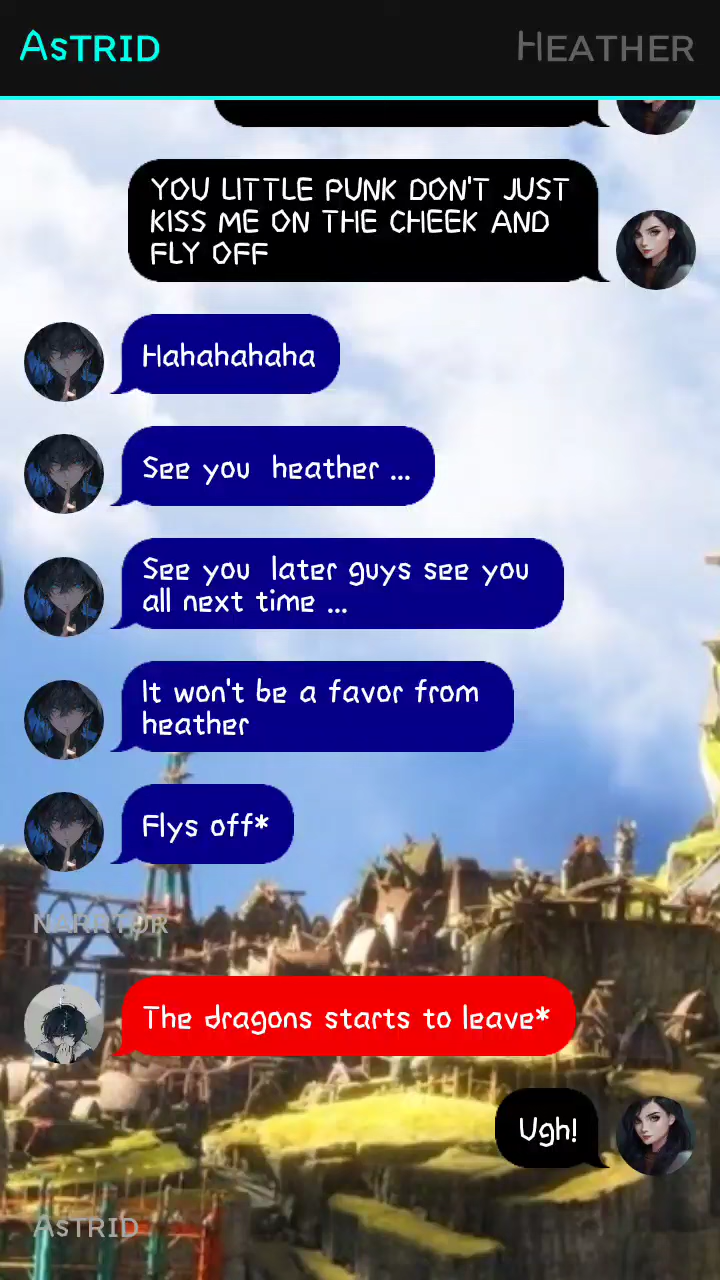 ASTRID
HEATHER
YOU LITTLE PUNK DON'T JUST
KISS ME ON THE CHEEK AND
FLY OFF
Hahahahaha
See you heather ...
See you later guys see you
all next time ...
It won't be a favor from
heather
Flys off*
NARRTOR
The dragons starts to leave*
Ugh!
ASTRID